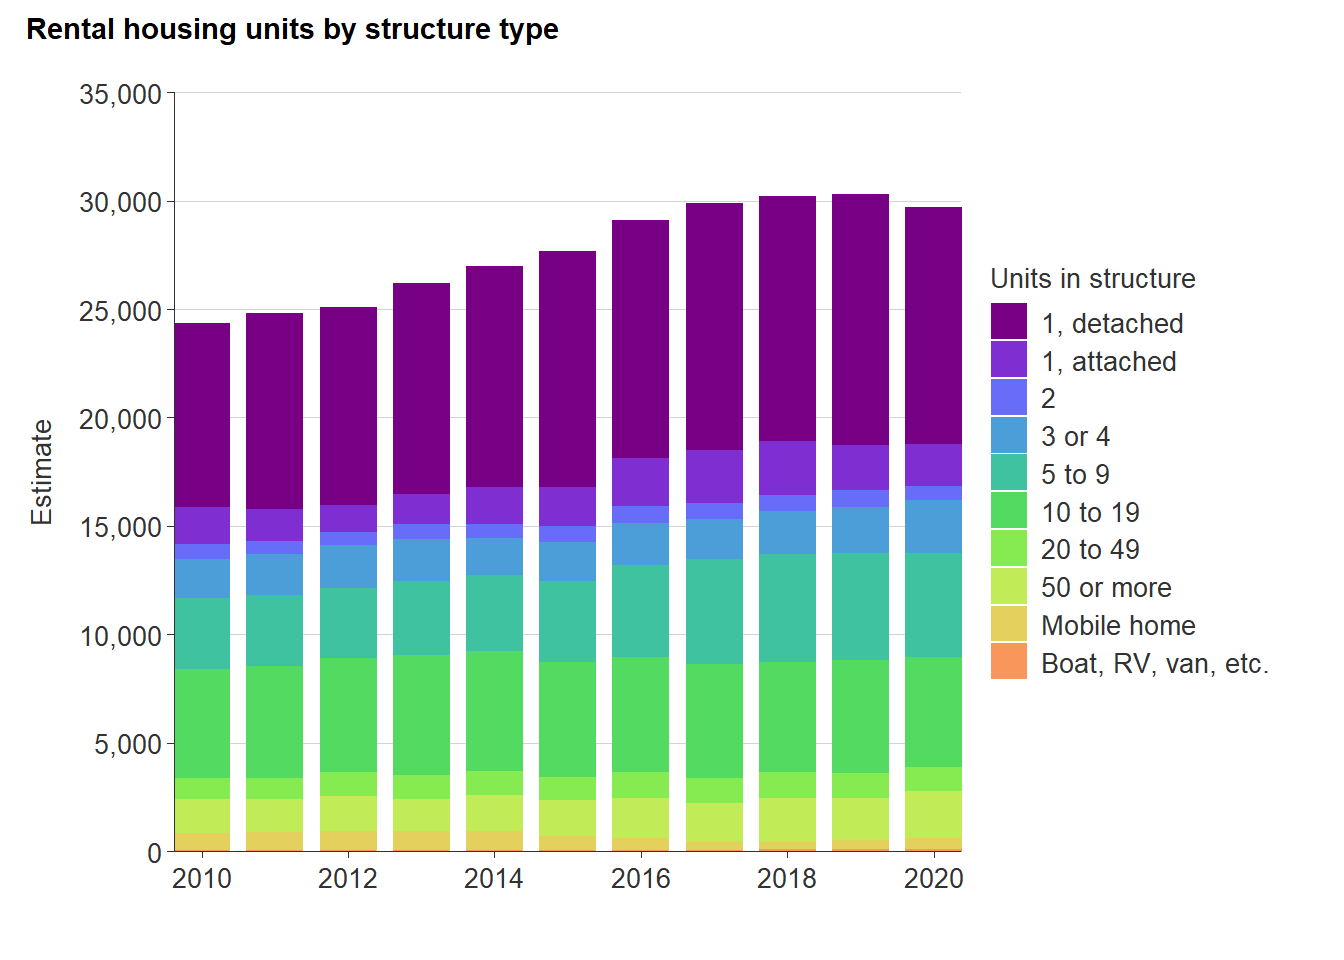 Rental housing units by structure type
35,000
30,000
25,000
20,000
15,000
10,000
5,000
0
Estimate
2010 2012 2014 2016 2018 2020
Units in structure
1, detached
1, attached
2
3 or 4
5 to 9
10 to 19
20 to 49
50 or more
Mobile home
Boat, RV, van, etc.